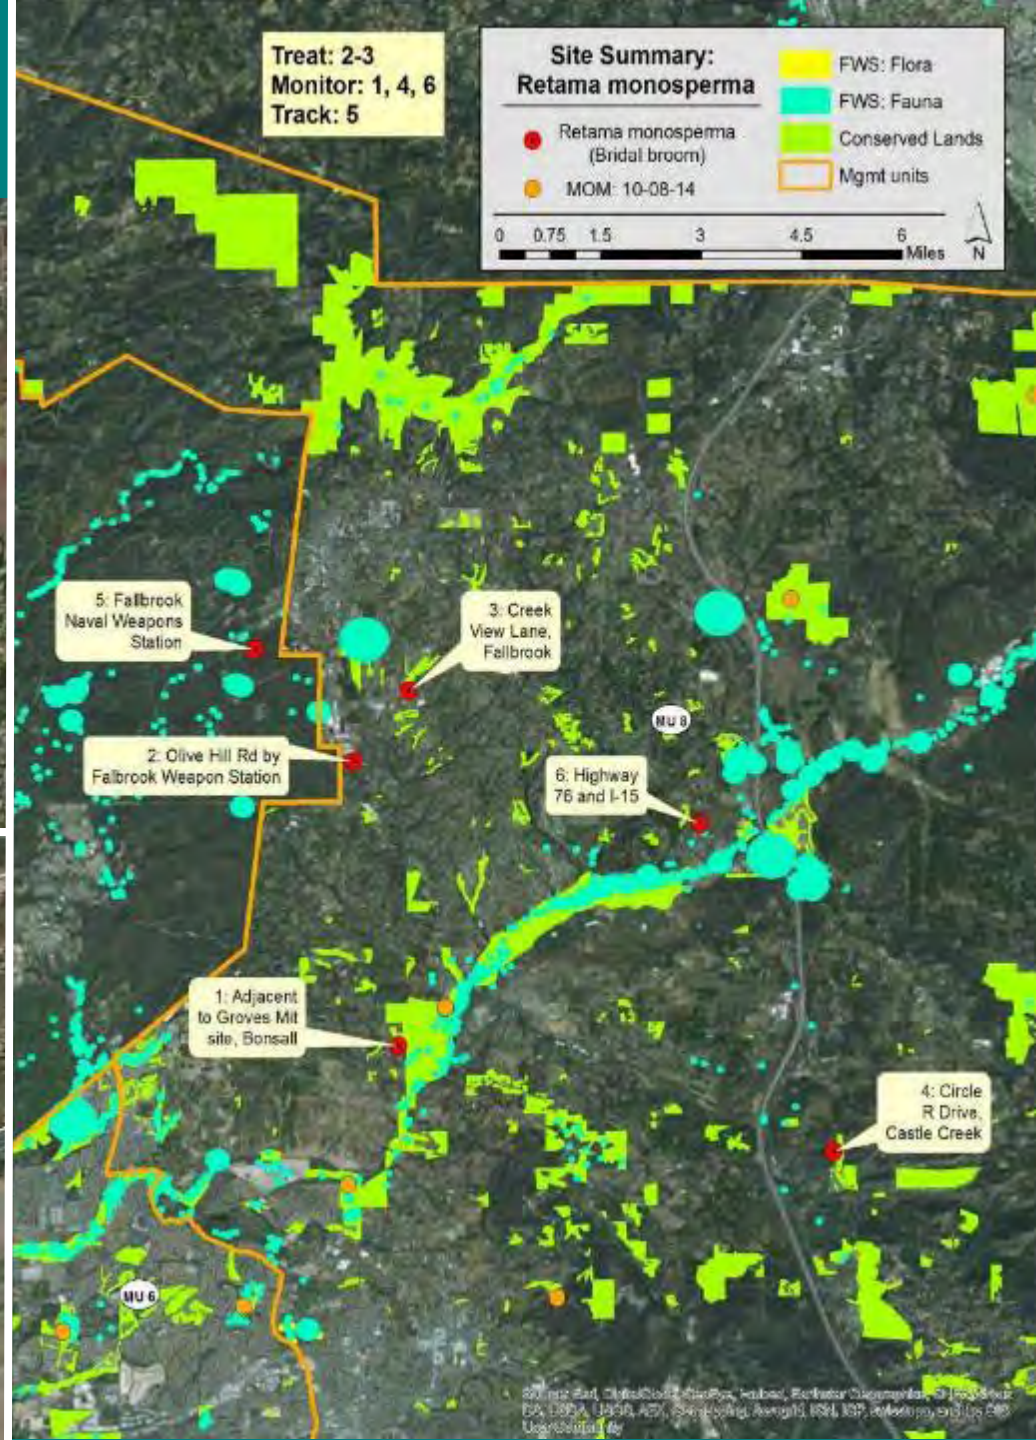 Treat: 2-3
Monitor: 1, 4, 6
Track: 5
Site Summary:
Retama monosperma
Retama monosperma
(Bridal broom)
MOM: 10-08-14
FWS: Flora
FWS: Fauna
Conserved Lands
Mgmt units
0 0.75 1.5 3 4.5 6
Miles
N
5: Fallbrook
Naval Weapons
Station
3: Creek
View Lane,
Fallbrook
2: Olive Hill Rd by
Falbrook Weapon Station
MU 8
6: Highway
76 and I-15
1: Adjacent
to Groves Mit
site, Bonsall
4: Circle
R Drive,
Castle Creek
MU 6